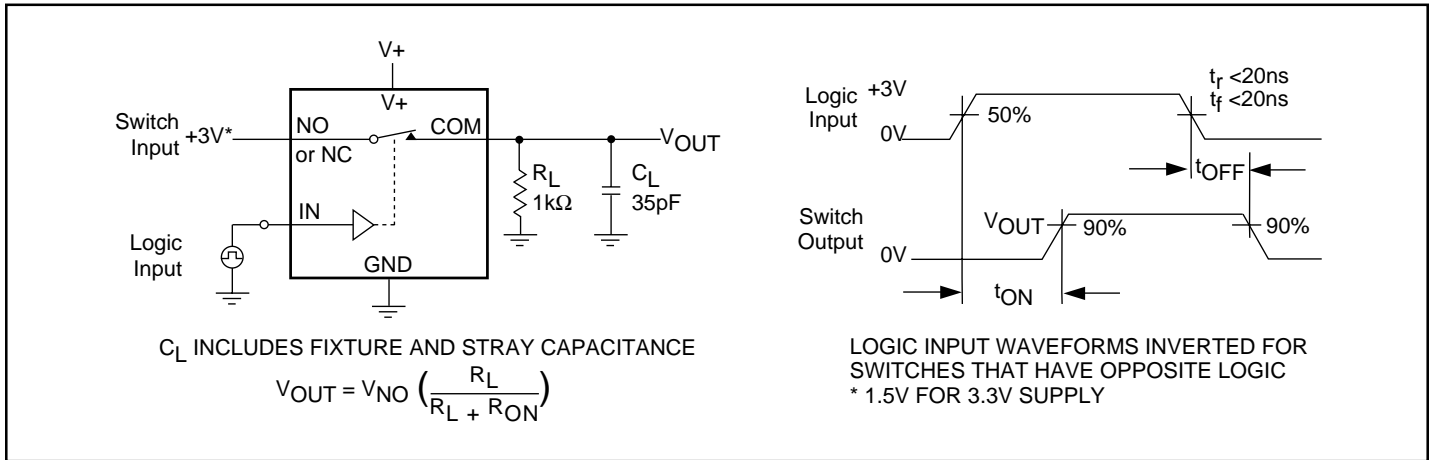 V+
V+
Switch
Input
+3V*
NO
or NC
COM
VOUT
RL
1kΩ
CL
35pF
IN
Logic
Input
GND
CL INCLUDES FIXTURE AND STRAY CAPACITANCE
VOUT = VNO (RL / RL + RON)
Logic
Input
+3V
0V
50%
tr <20ns
tf <20ns
tOFF
Switch
Output
VOUT
0V
90%
90%
tON
LOGIC INPUT WAVEFORMS INVERTED FOR
SWITCHES THAT HAVE OPPOSITE LOGIC
* 1.5V FOR 3.3V SUPPLY